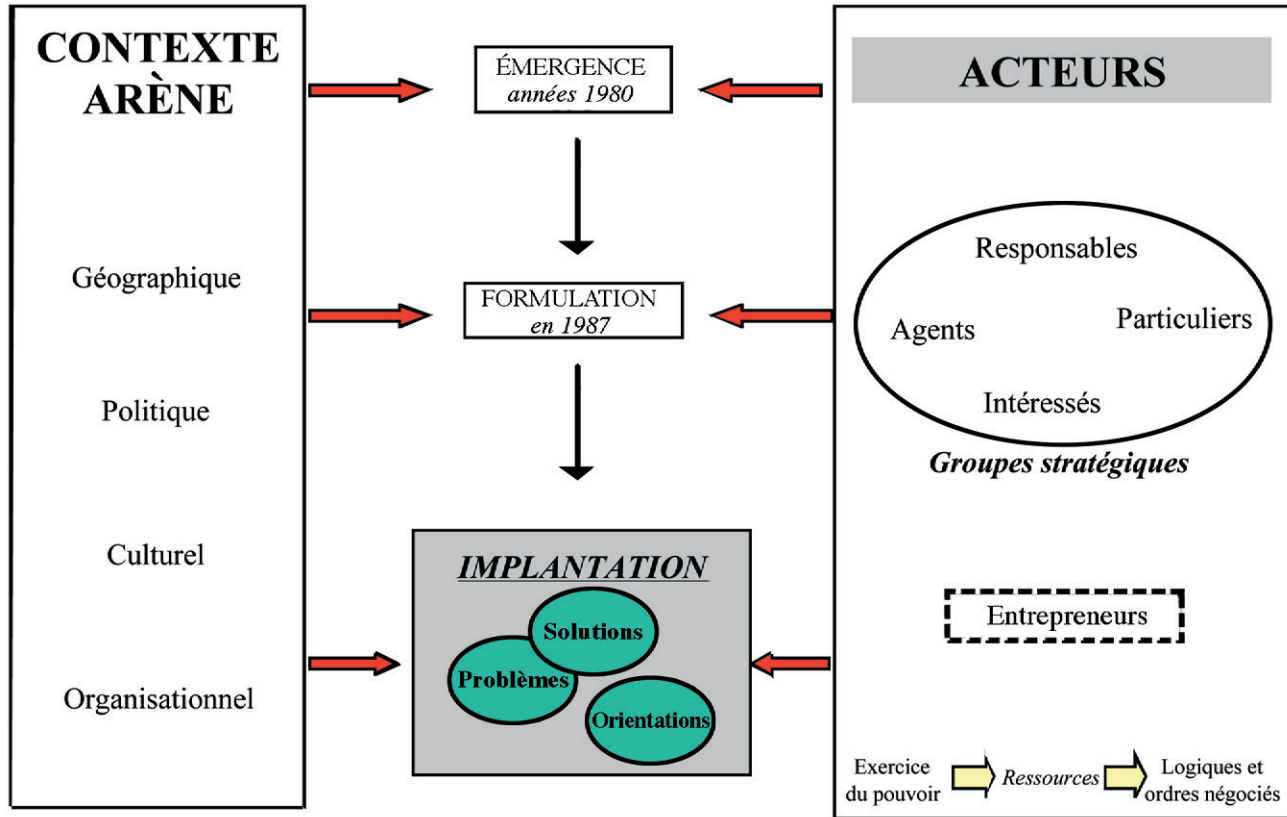 CONTEXTE
ARÈNE
Géographique
Politique
Culturel
Organisationnel
ÉMERGENCE
années 1980
FORMULATION
en 1987
IMPLANTATION
Solutions
Problèmes
Orientations
ACTEURS
Responsables
Particuliers
Agents
Intéressés
Groupes stratégiques
Entrepreneurs
Exercice
du pouvoir
Ressources
Logiques et
ordres négociés